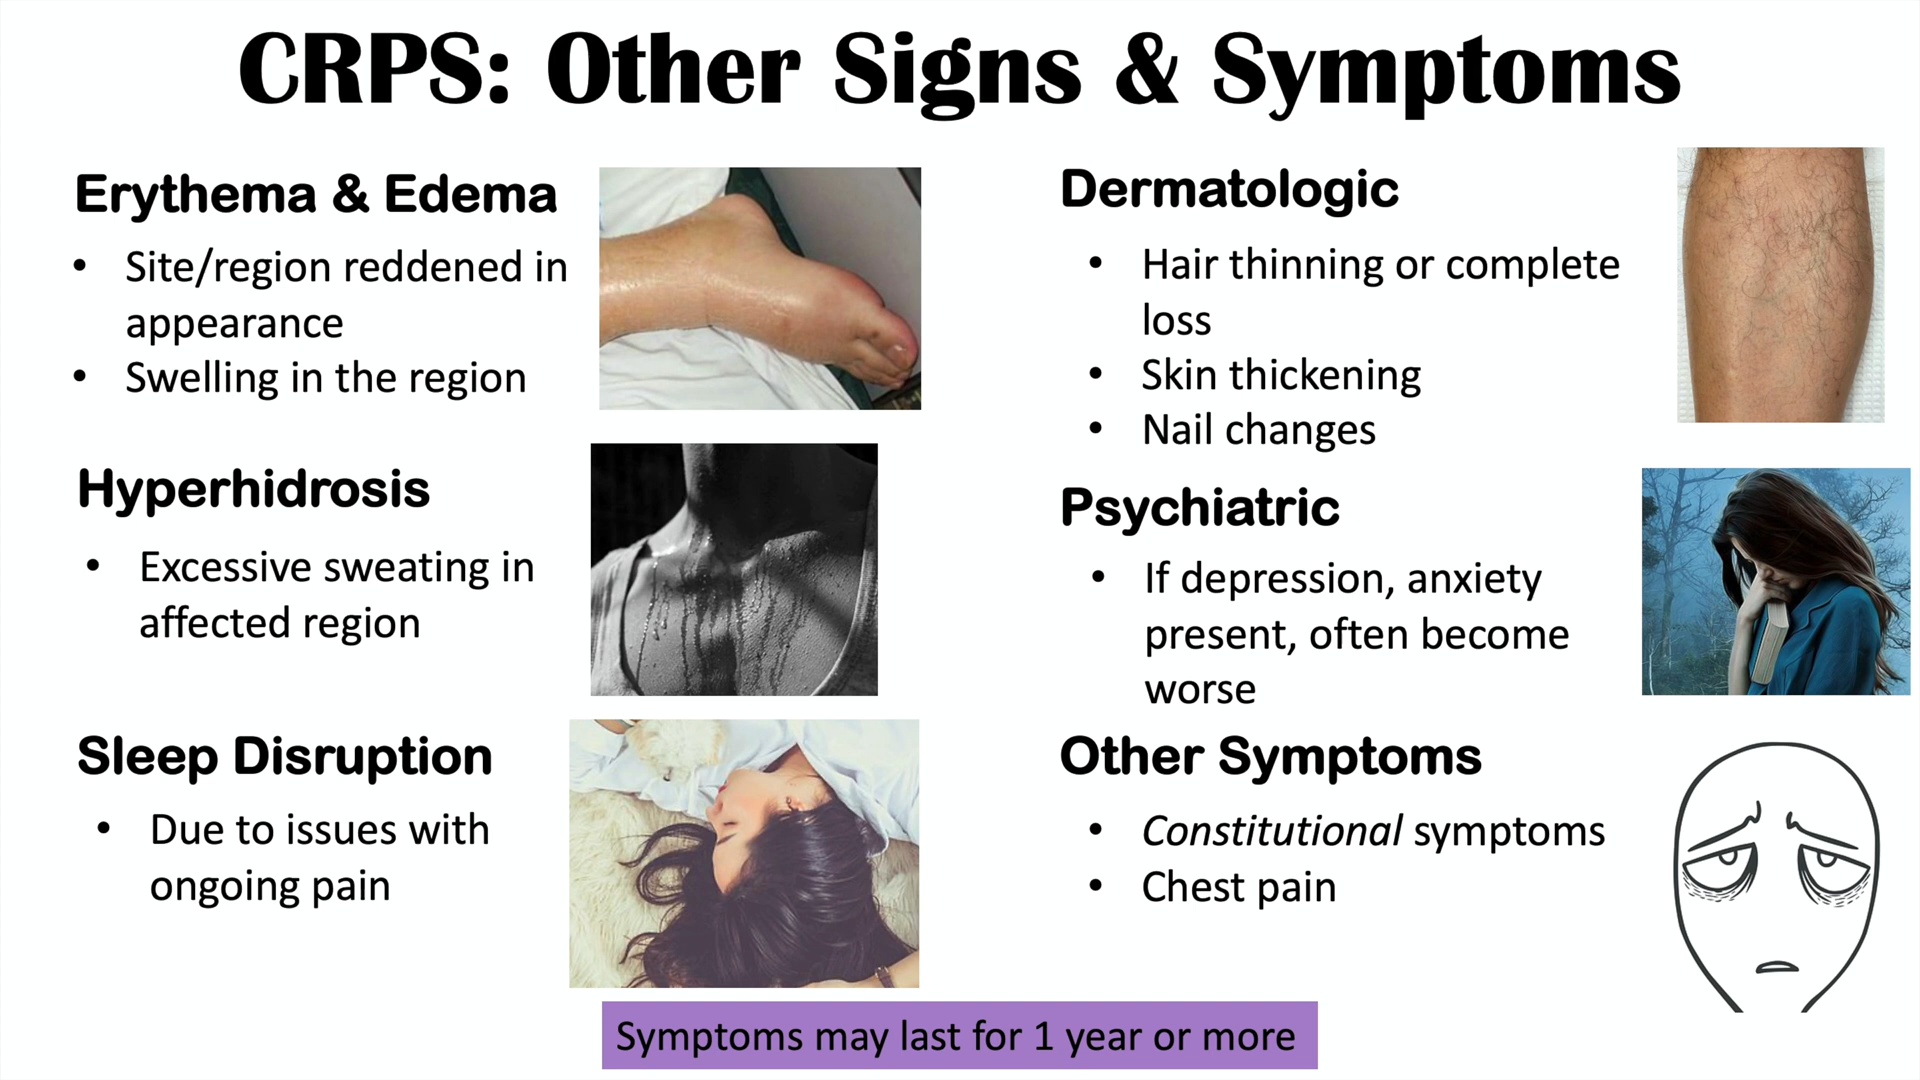 CRPS: Other Signs & Symptoms
Erythema & Edema
• Site/region reddened in
appearance
• Swelling in the region
Hyperhidrosis
• Excessive sweating in
affected region
Sleep Disruption
• Due to issues with
ongoing pain
Dermatologic
• Hair thinning or complete
loss
• Skin thickening
• Nail changes
Psychiatric
• If depression, anxiety
present, often become
worse
Other Symptoms
• Constitutional symptoms
• Chest pain
Symptoms may last for 1 year or more